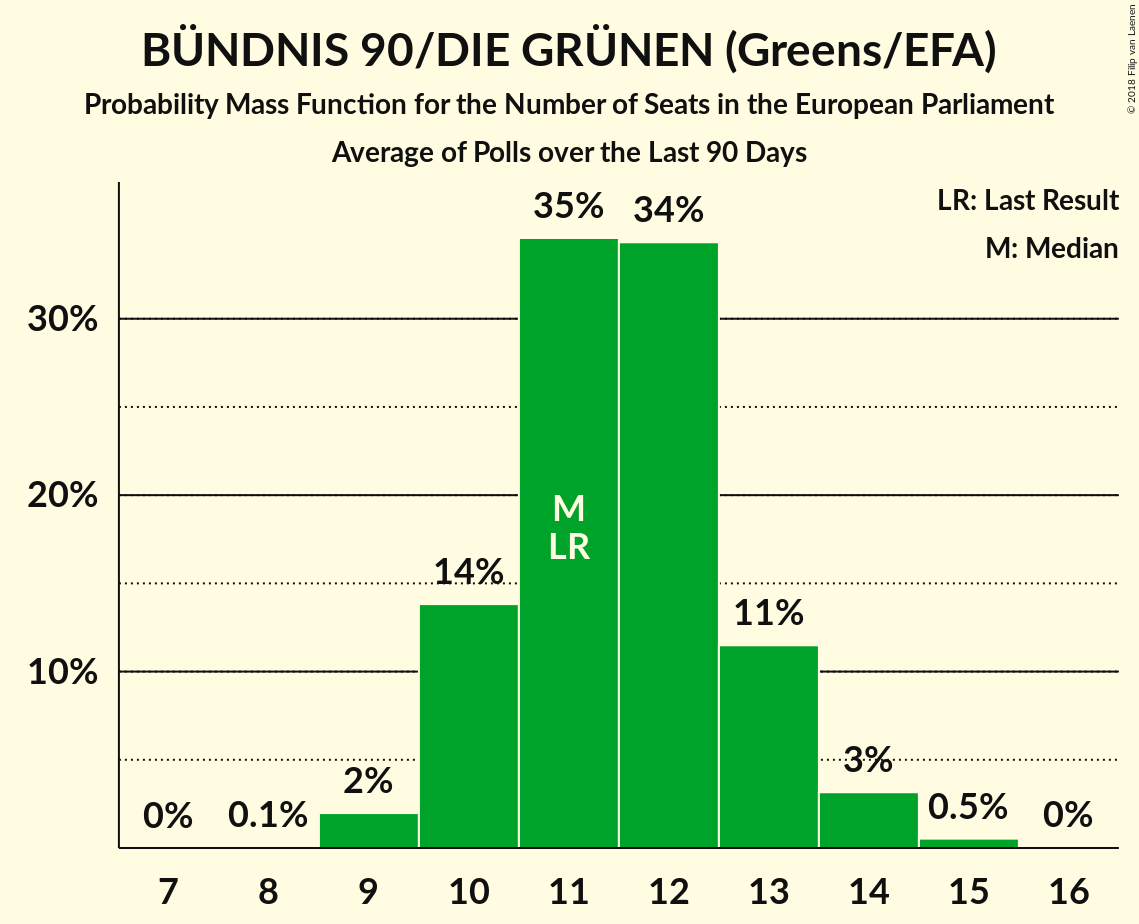 BÜNDNIS 90/DIE GRÜNEN (Greens/EFA)
Probability Mass Function for the Number of Seats in the European Parliament
Average of Polls over the Last 90 Days
© 2018 Filip van Laenen
LR: Last Result
M: Median
35%
34%
30%
20%
M
LR
14%
11%
10%
3%
2%
0%
0.1%
0.5%
0%
7 8 9 10 11 12 13 14 15 16